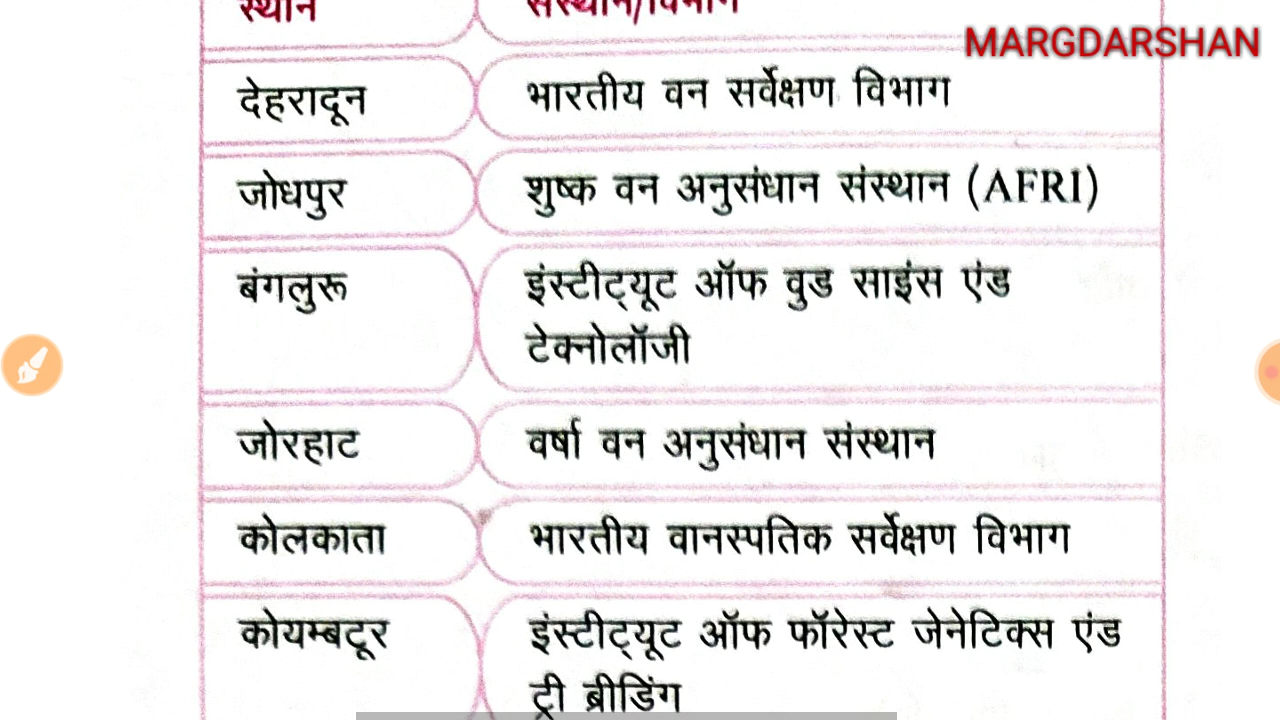 स्थान संस्थान/विभाग
MARGDARSHAN
देहरादून भारतीय वन सर्वेक्षण विभाग
जोधपुर शुष्क वन अनुसंधान संस्थान (AFRI)
बंगलुरू इंस्टीट्यूट ऑफ वुड साइंस एंड
टेक्नोलॉजी
जोरहाट वर्षा वन अनुसंधान संस्थान
कोलकाता भारतीय वानस्पतिक सर्वेक्षण विभाग
कोयम्बटूर इंस्टीट्यूट ऑफ फॉरेस्ट जेनेटिक्स एंड
ट्री ब्रीडिंग